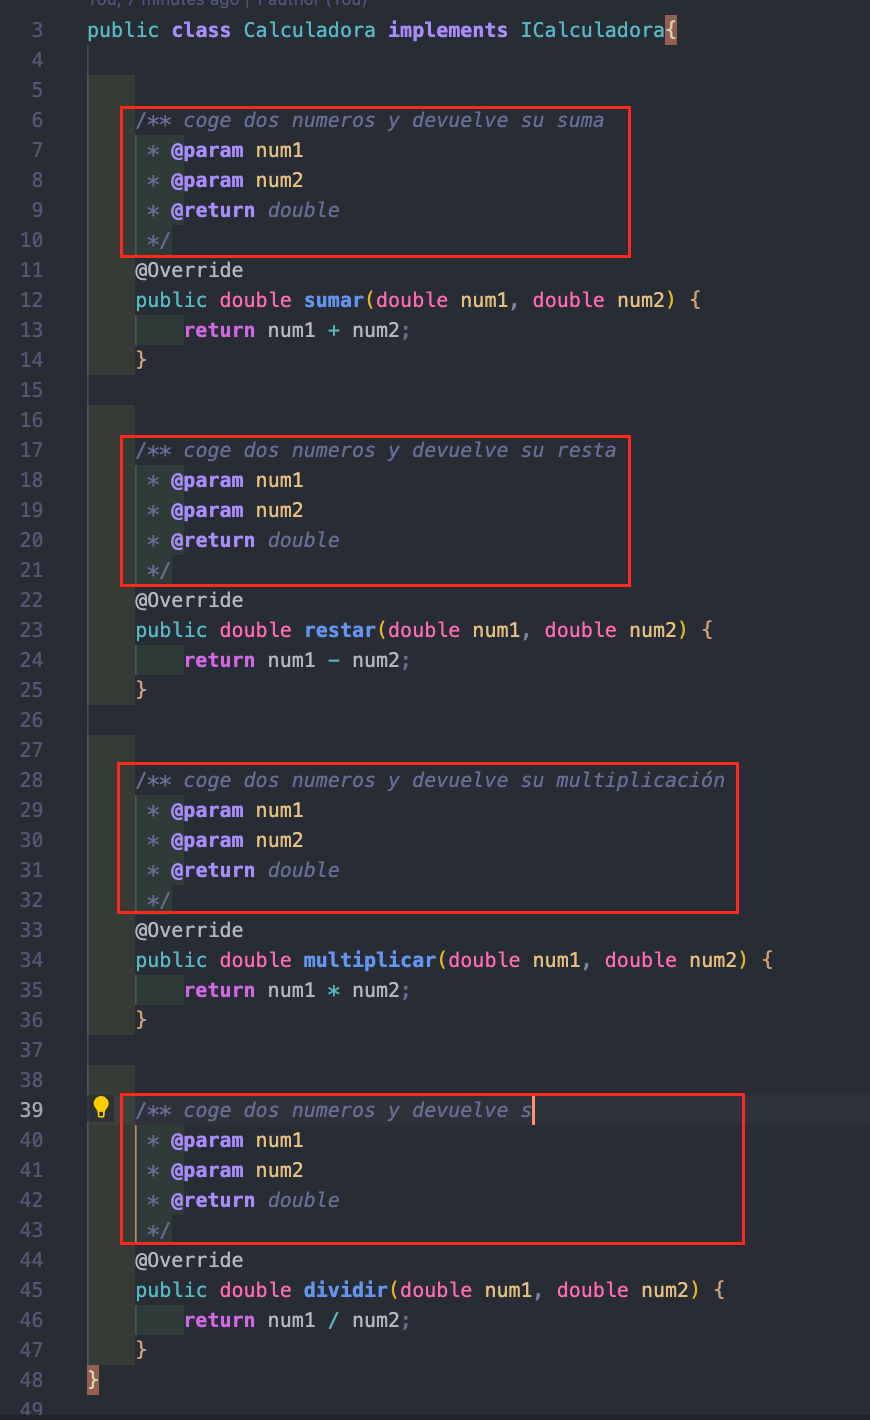 You, 7 minutes ago | 1 author (You)
3 public class Calculadora implements ICalculadora{
4
5
6 /** coge dos numeros y devuelve su suma
7 * @param num1
8 * @param num2
9 * @return double
10 */
11 @Override
12 public double sumar(double num1, double num2) {
13 return num1 + num2;
14 }
15
16
17 /** coge dos numeros y devuelve su resta
18 * @param num1
19 * @param num2
20 * @return double
21 */
22 @Override
23 public double restar(double num1, double num2) {
24 return num1 - num2;
25 }
26
27
28 /** coge dos numeros y devuelve su multiplicación
29 * @param num1
30 * @param num2
31 * @return double
32 */
33 @Override
34 public double multiplicar(double num1, double num2) {
35 return num1 * num2;
36 }
37
38
39 /** coge dos numeros y devuelve s
40 * @param num1
41 * @param num2
42 * @return double
43 */
44 @Override
45 public double dividir(double num1, double num2) {
46 return num1 / num2;
47 }
48 }
49